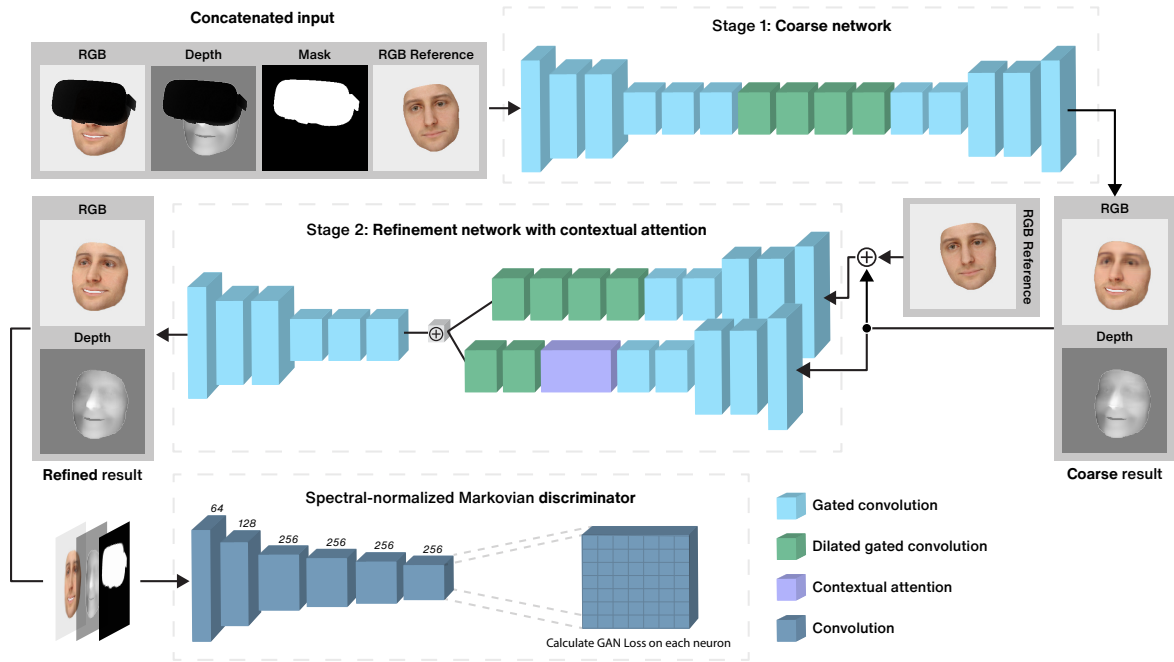 Concatenated input
RGB
Depth
Mask
RGB Reference
Stage 1: Coarse network
RGB
Depth
Refined result
Stage 2: Refinement network with contextual attention
RGB Reference
RGB
Depth
Coarse result
Spectral-normalized Markovian discriminator
64
128
256
256
256
256
Calculate GAN Loss on each neuron
Gated convolution
Dilated gated convolution
Contextual attention
Convolution